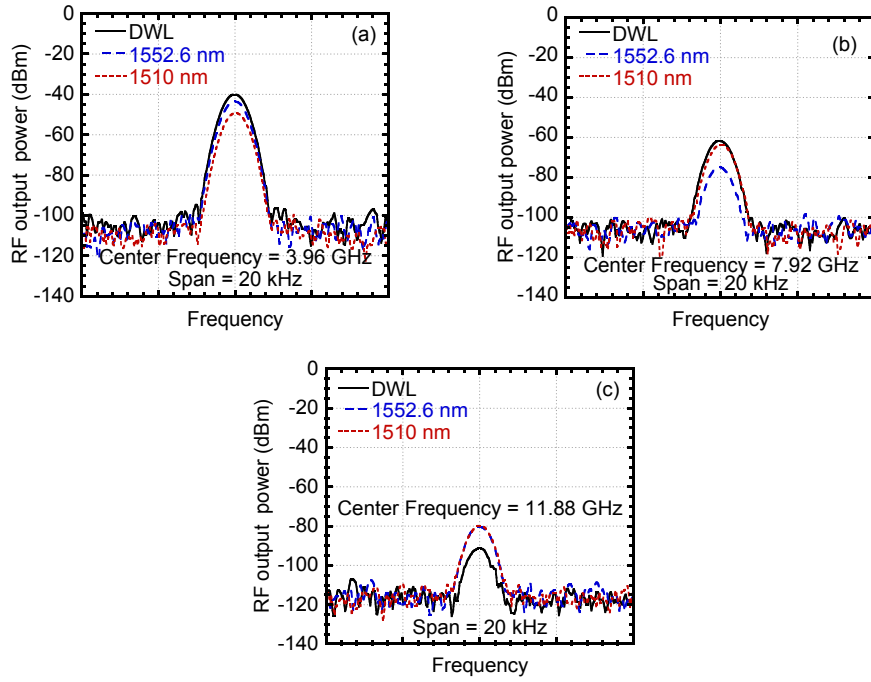 (a)
DWL
1552.6 nm
1510 nm
RF output power (dBm)
0
-20
-40
-60
-80
-100
-120
-140
Center Frequency = 3.96 GHz
Span = 20 kHz
Frequency
(b)
DWL
1552.6 nm
1510 nm
RF output power (dBm)
0
-20
-40
-60
-80
-100
-120
-140
Center Frequency = 7.92 GHz
Span = 20 kHz
Frequency
(c)
DWL
1552.6 nm
1510 nm
RF output power (dBm)
0
-20
-40
-60
-80
-100
-120
-140
Center Frequency = 11.88 GHz
Span = 20 kHz
Frequency